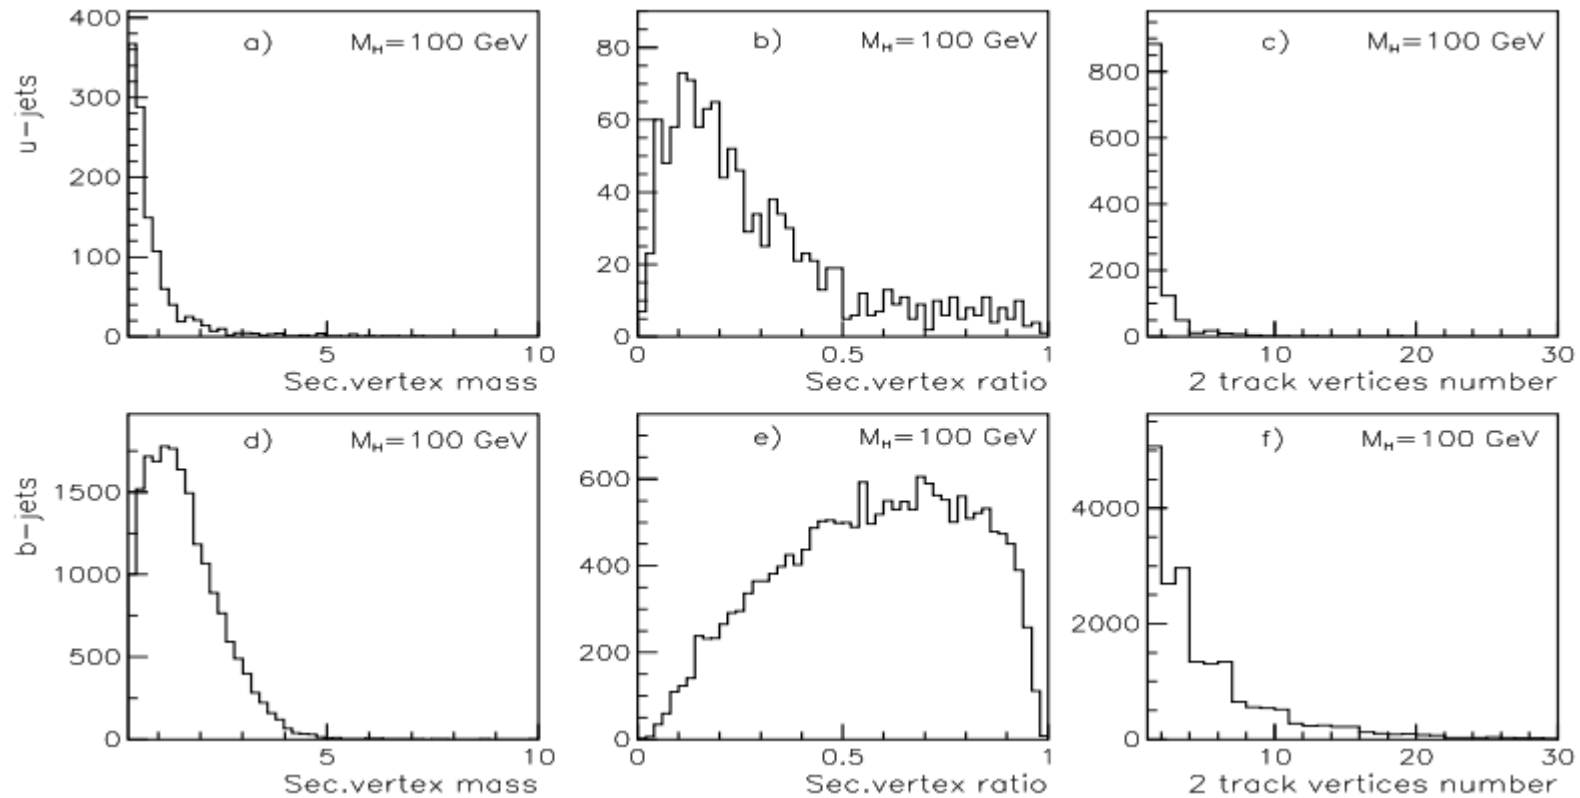 u-jets
400
300
200
100
0
a) M_H=100 GeV
5 10
Sec.vertex mass
80
60
40
20
0
b) M_H=100 GeV
0 0.5 1
Sec.vertex ratio
800
600
400
200
0
c) M_H=100 GeV
10 20 30
2 track vertices number
b-jets
1500
1000
500
0
d) M_H=100 GeV
5 10
Sec.vertex mass
600
400
200
0
e) M_H=100 GeV
0 0.5 1
Sec.vertex ratio
4000
2000
0
f) M_H=100 GeV
10 20 30
2 track vertices number